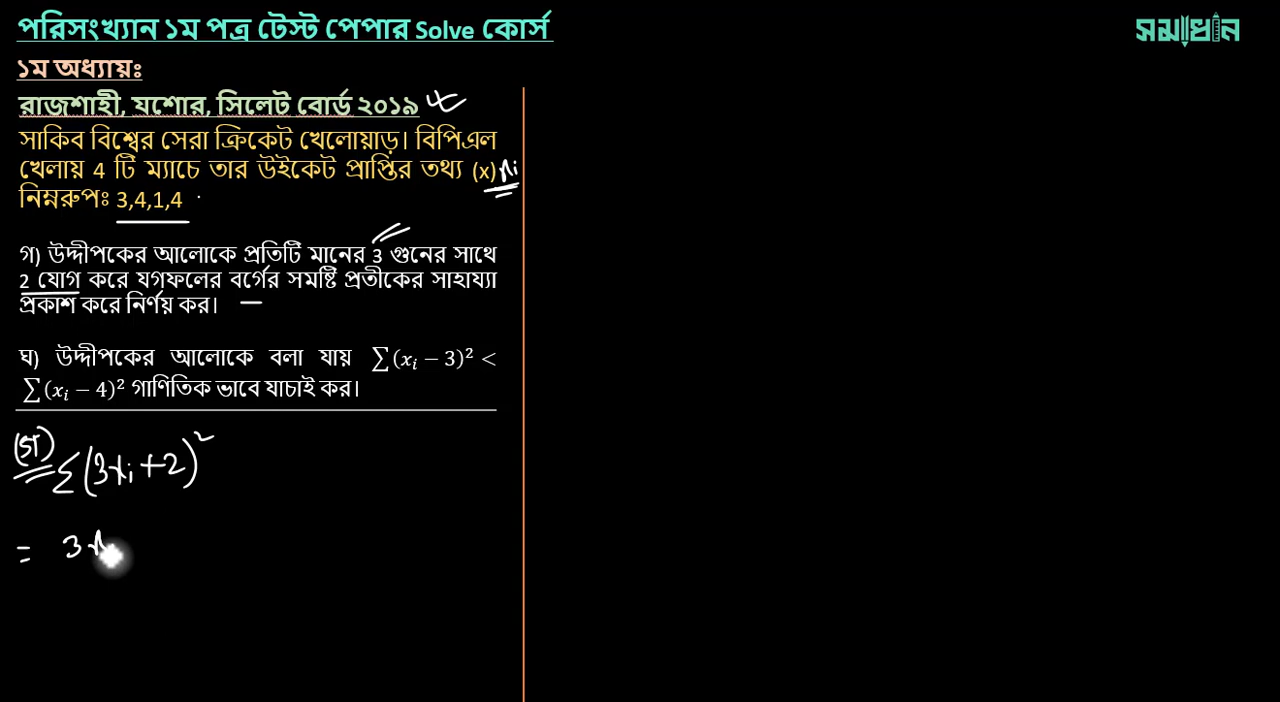 পরিসংখ্যান ১ম পত্র টেস্ট পেপার Solve কোর্স
সমাধান
১ম অধ্যায়ঃ
রাজশাহী, যশোর, সিলেট বোর্ড ২০১৯
সাকিব বিশ্বের সেরা ক্রিকেট খেলোয়াড়। বিপিএল
খেলায় 4 টি ম্যাচে তার উইকেট প্রাপ্তির তথ্য (x) xi
নিম্নরুপঃ 3,4,1,4
গ) উদ্দীপকের আলোকে প্রতিটি মানের 3 গুনের সাথে
2 যোগ করে যগফলের বর্গের সমষ্টি প্রতীকের সাহায্যা
প্রকাশ করে নির্ণয় কর।
ঘ) উদ্দীপকের আলোকে বলা যায় ∑(xᵢ − 3)² <
∑(xᵢ − 4)² গাণিতিক ভাবে যাচাই কর।
(গ) Σ(3xi+2)²
= 3x